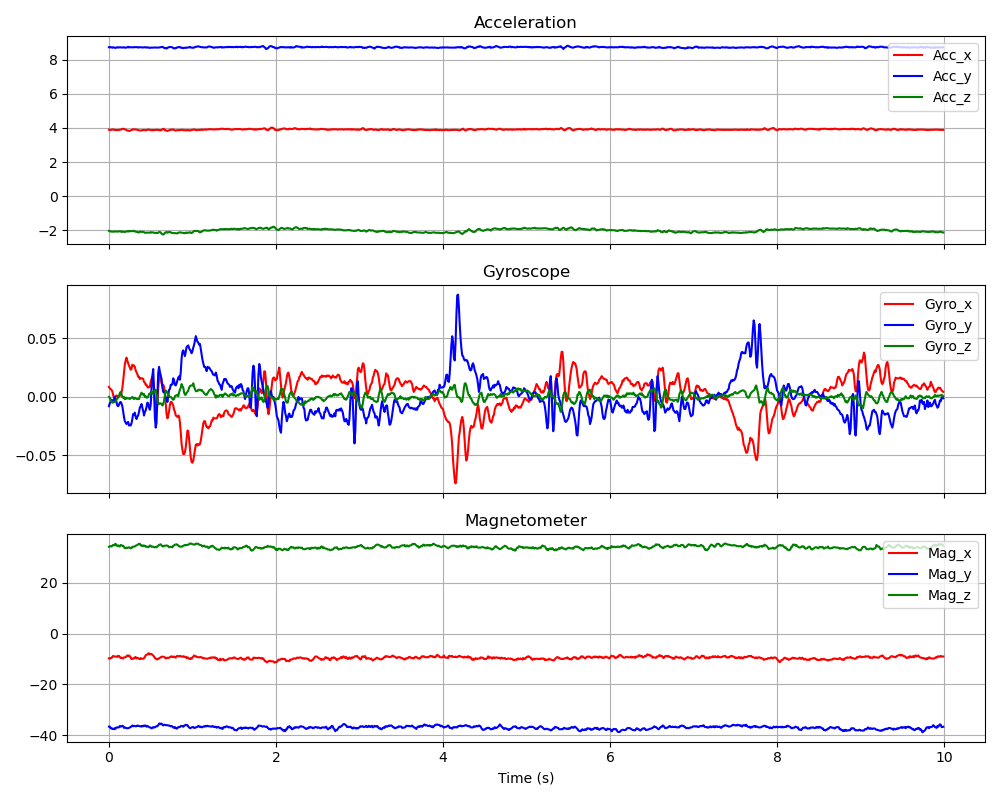 Acceleration
8
6
4
2
0
−2
Acc_x
Acc_y
Acc_z
Gyroscope
0.05
0.00
−0.05
Gyro_x
Gyro_y
Gyro_z
Magnetometer
20
0
−20
−40
Mag_x
Mag_y
Mag_z
0 2 4 6 8 10
Time (s)